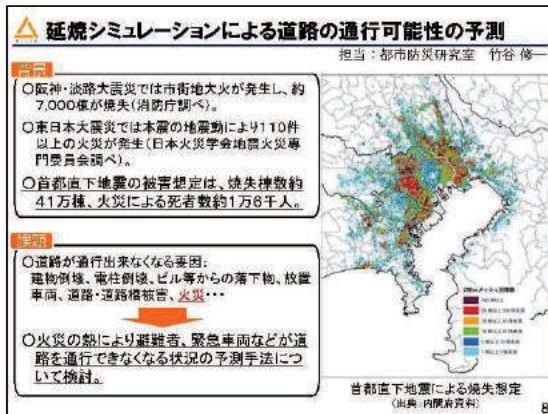 延焼シミュレーションによる道路の通行可能性の予測
担当：都市防災研究室 竹谷 修一
背景
○阪神・淡路大震災では市街地大火が発生し、約
7,000棟が焼失(消防庁調べ)。
○東日本大震災では本震の地震動により110件
以上の火災が発生(日本火災学会地震火災専
門委員会調べ)。
○首都直下地震の被害想定は、焼失棟数約
41万棟、火災による死者数約1万6千人。
課題
○道路が通行出来なくなる要因:
建物倒壊、電柱倒壊、ビル等からの落下物、放置
車両、道路・道路橋被害、火災・・・
○火災の熱により避難者、緊急車両などが道
路を通行できなくなる状況の予測手法につ
いて検討。
首都直下地震による焼失想定
(出典:内閣府資料)
8